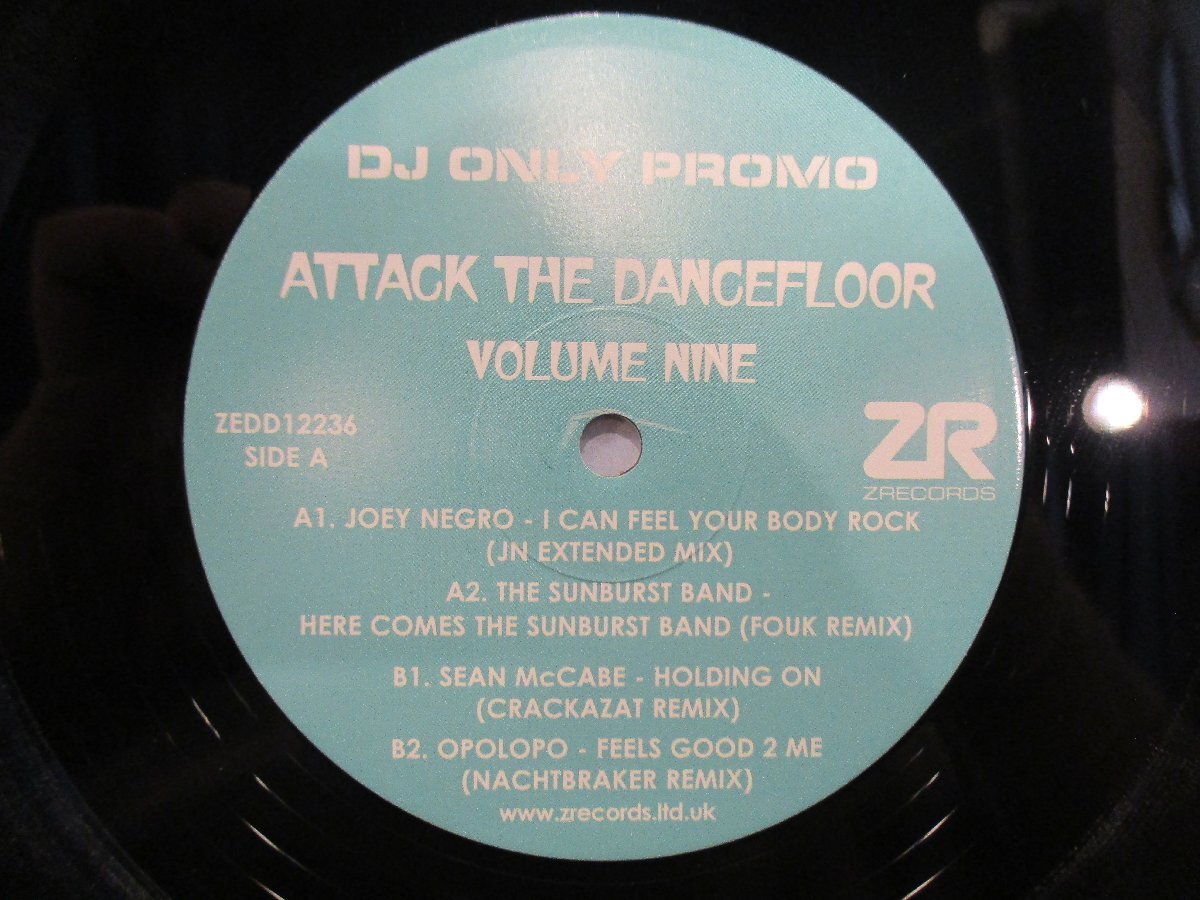 DJ ONLY PROMO
ATTACK THE DANCEFLOOR
VOLUME NINE
ZEDD12236
SIDE A
ZR
ZRECORDS
A1. JOEY NEGRO - I CAN FEEL YOUR BODY ROCK
(JN EXTENDED MIX)
A2. THE SUNBURST BAND -
HERE COMES THE SUNBURST BAND (FOUK REMIX)
B1. SEAN McCABE - HOLDING ON
(CRACKAZAT REMIX)
B2. OPOLOPO - FEELS GOOD 2 ME
(NACHTBRAKER REMIX)
www.zrecords.ltd.uk